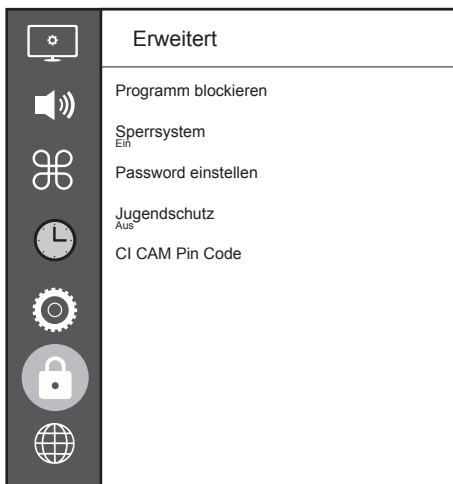 Erweitert
Programm blockieren
Sperrsystem
Ein
Password einstellen
Jugendschutz
Aus
CI CAM Pin Code